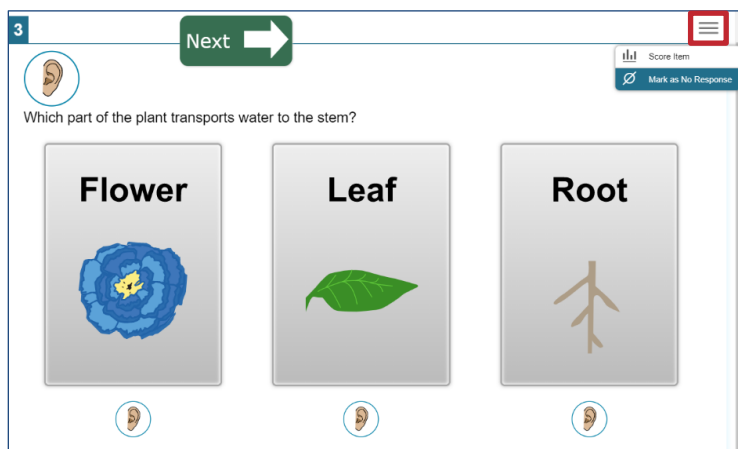 3
Next
Score Item
Mark as No Response
Which part of the plant transports water to the stem?
Flower
Leaf
Root